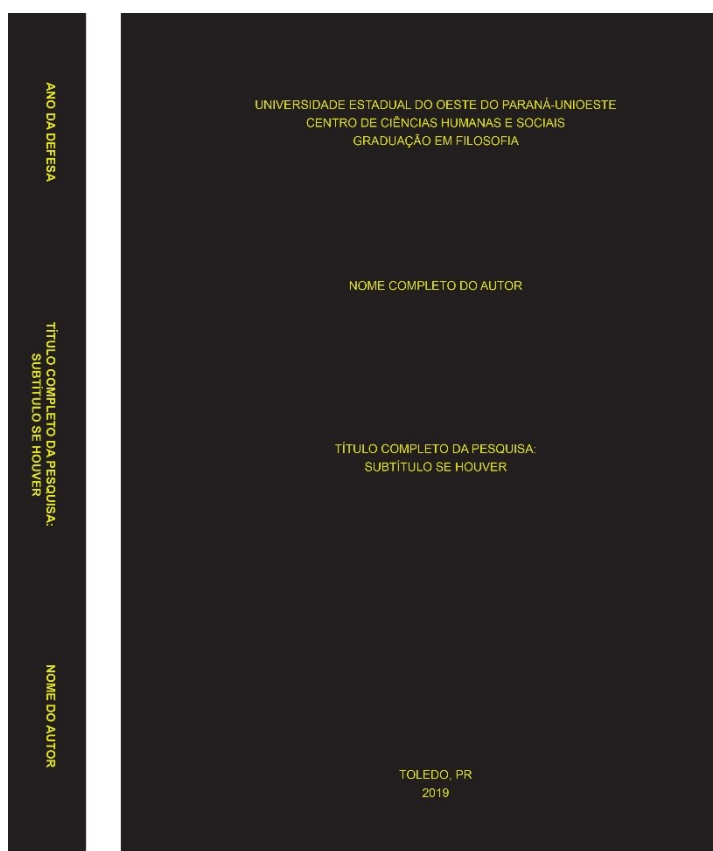 ANO DA DEFESA
TÍTULO COMPLETO DA PESQUISA:
SUBTÍTULO SE HOUVER
NOME DO AUTOR
UNIVERSIDADE ESTADUAL DO OESTE DO PARANÁ-UNIOESTE
CENTRO DE CIÊNCIAS HUMANAS E SOCIAIS
GRADUAÇÃO EM FILOSOFIA
NOME COMPLETO DO AUTOR
TÍTULO COMPLETO DA PESQUISA:
SUBTÍTULO SE HOUVER
TOLEDO, PR
2019